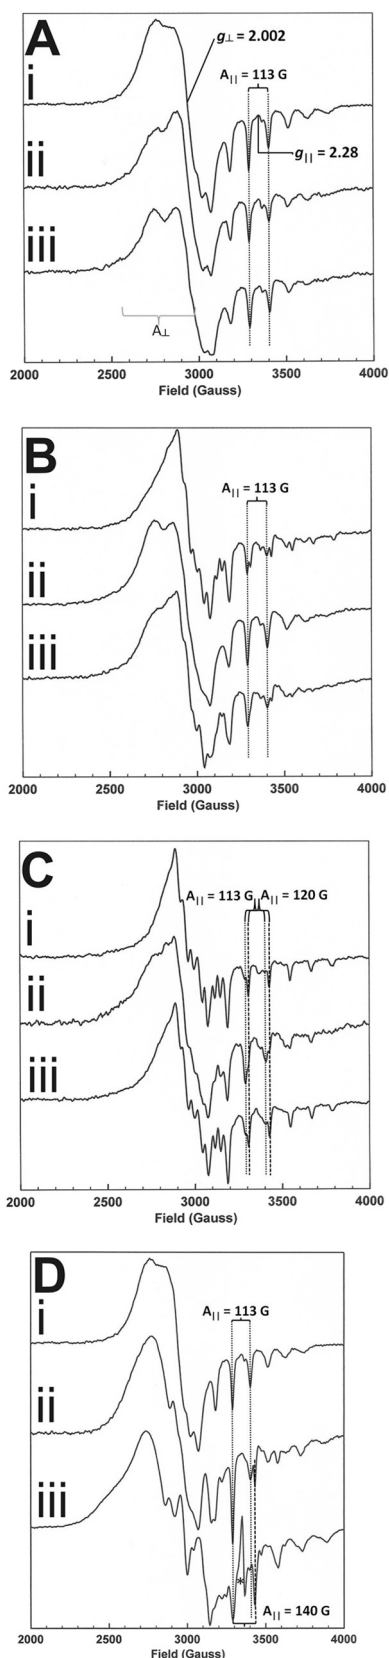 A
g⊥ = 2.002
i
A|| = 113 G
ii
g|| = 2.28
iii
A⊥
2000 2500 3000 3500 4000
Field (Gauss)
B
i
A|| = 113 G
ii
iii
2000 2500 3000 3500 4000
Field (Gauss)
C
A|| = 113 G A|| = 120 G
i
ii
iii
2000 2500 3000 3500 4000
Field (Gauss)
D
i
A|| = 113 G
ii
iii
*
A|| = 140 G
2000 2500 3000 3500 4000
Field (Gauss)